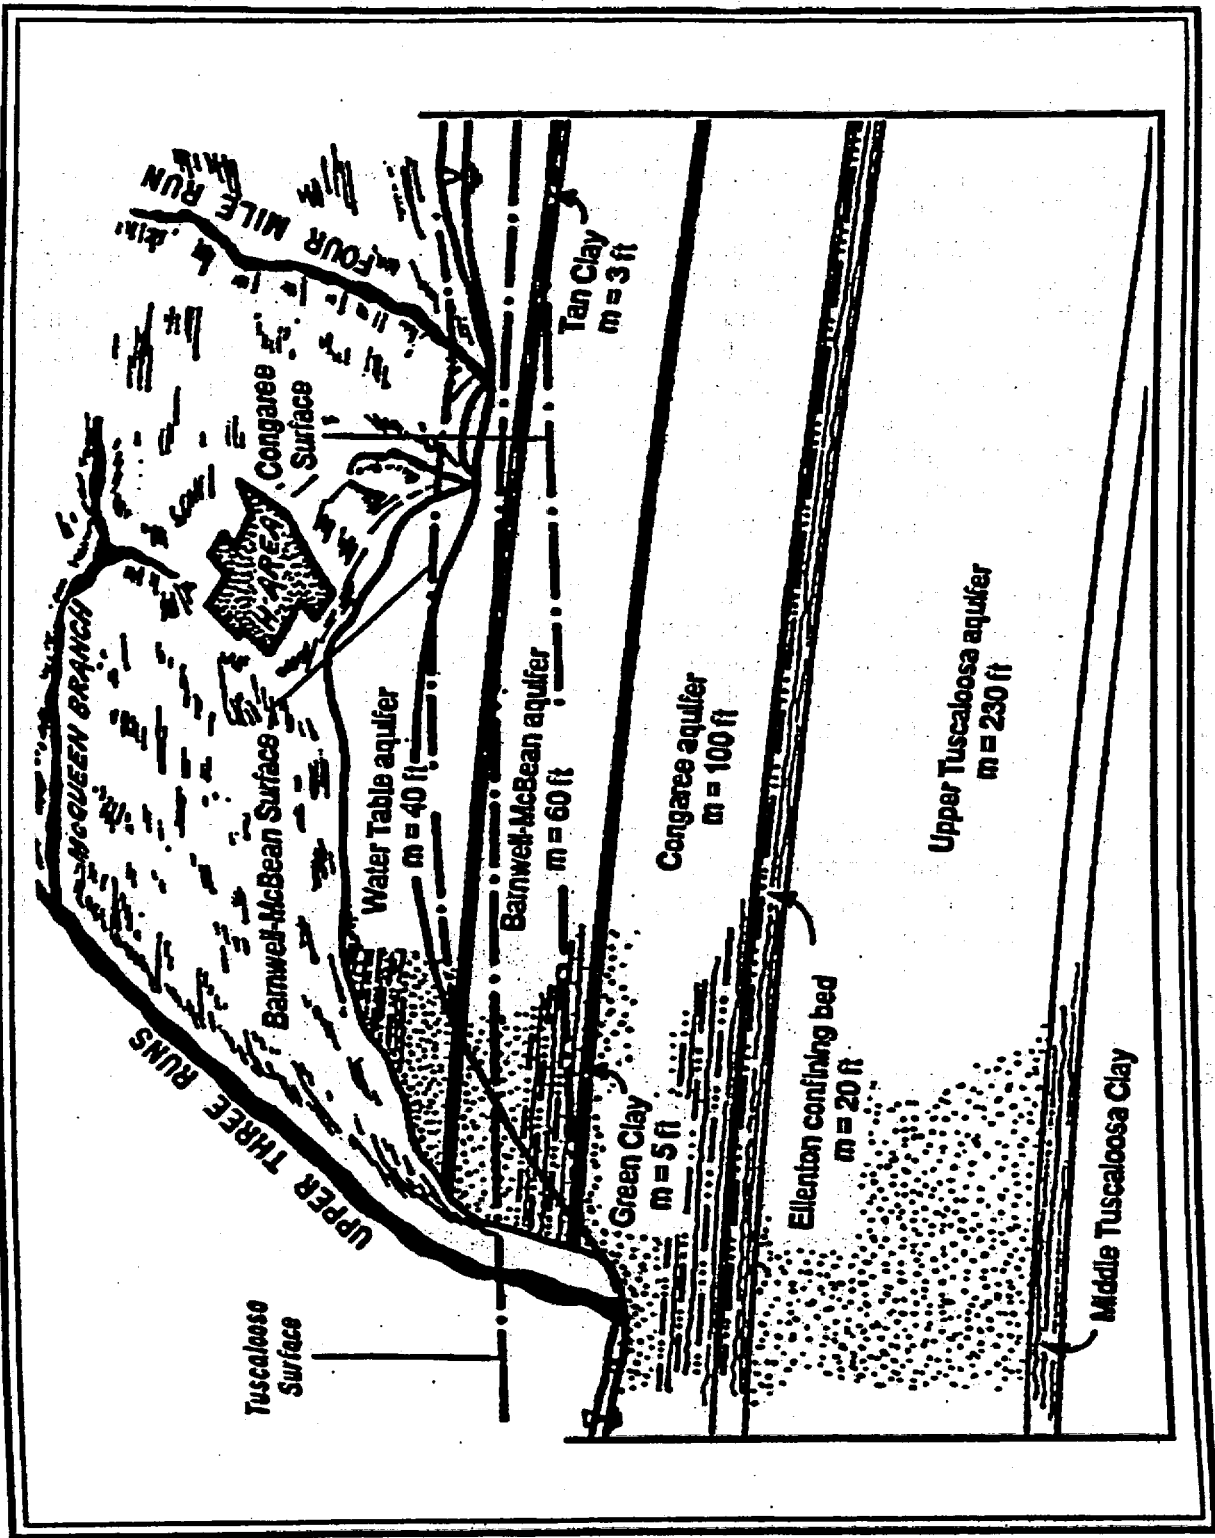 UPPER THREE RUNS
McQUEEN BRANCH
FOUR MILE RUN
H-AREA
Tuscaloosa
Surface
Barnwell-McBean Surface
Congaree
Surface
Water Table aquifer
m = 40 ft
Barnwell-McBean aquifer
m = 60 ft
Tan Clay
m = 3 ft
Green Clay
m = 5 ft
Congaree aquifer
m = 100 ft
Ellenton confining bed
m = 20 ft
Upper Tuscaloosa aquifer
m = 230 ft
Middle Tuscaloosa Clay